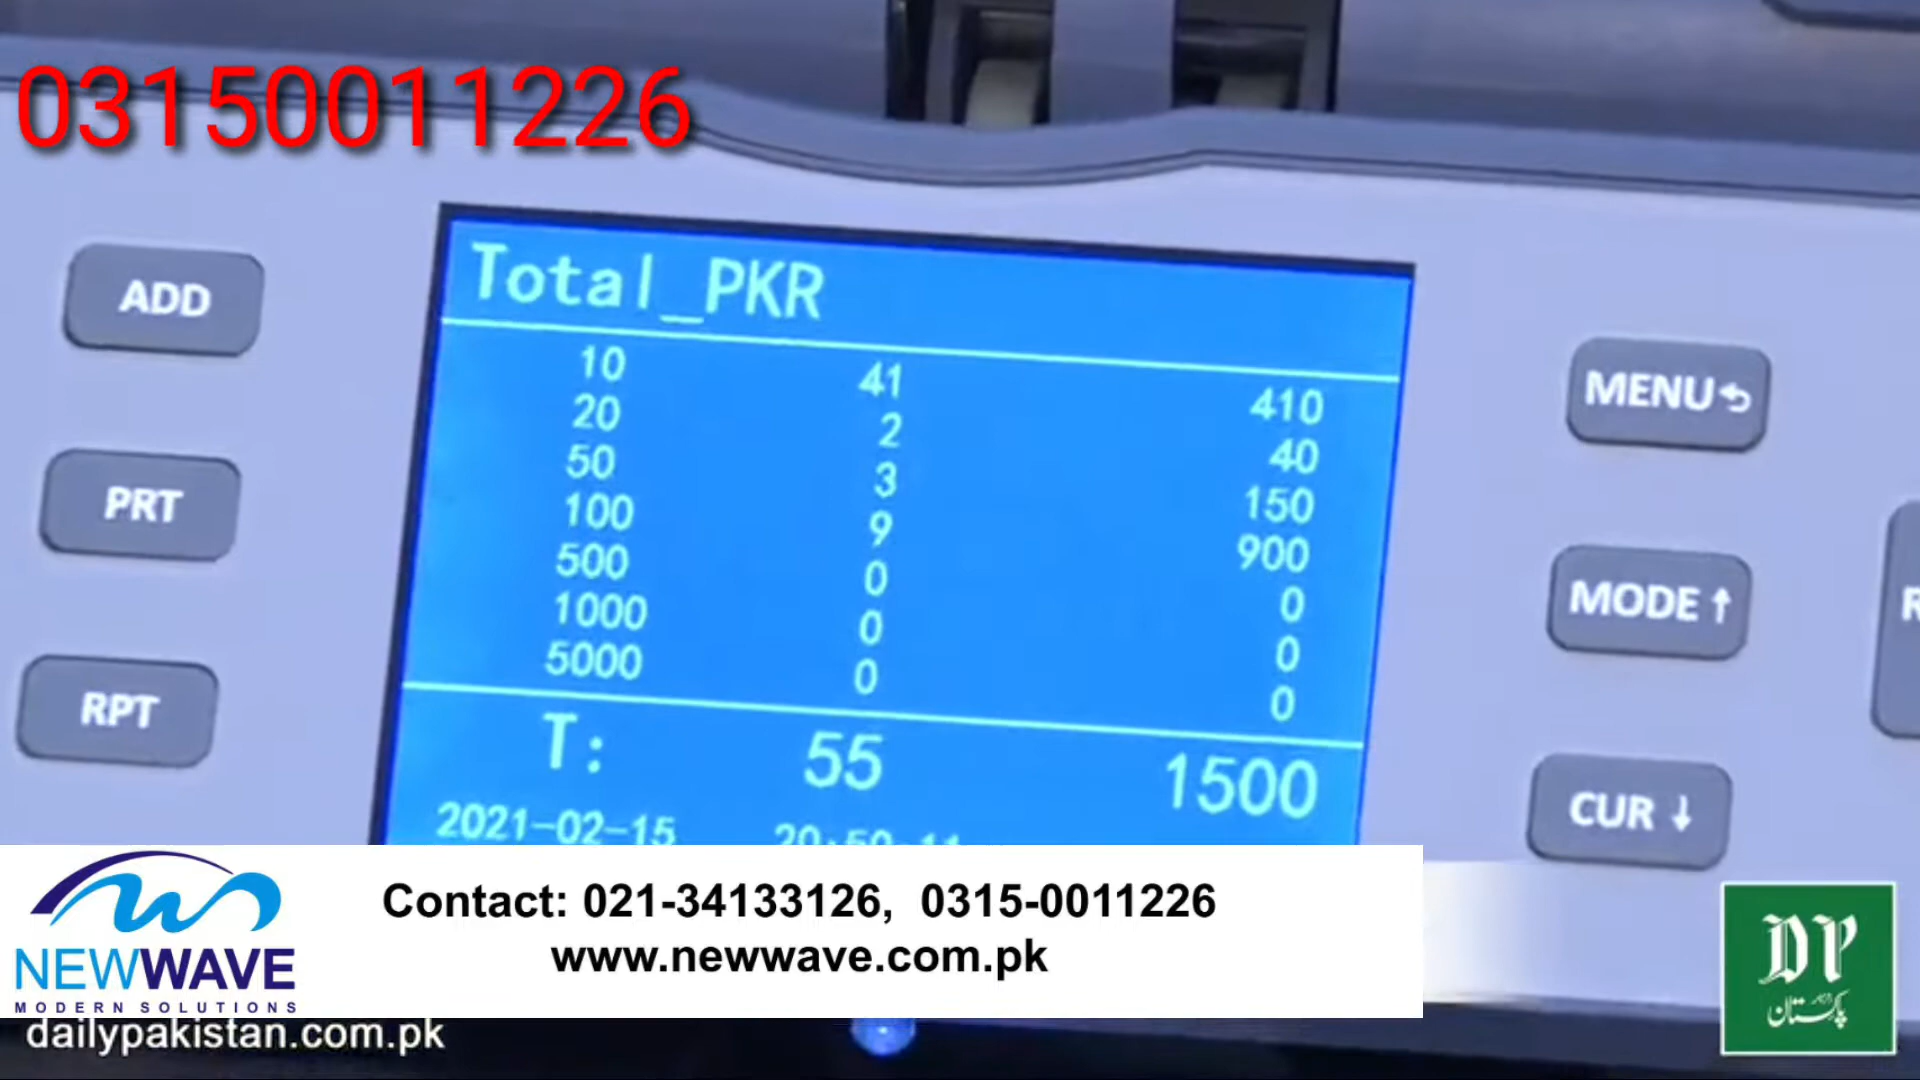 03150011226
ADD
PRT
RPT
Total_PKR
10 41 410
20 2 40
50 3 150
100 9 900
500 0 0
1000 0 0
5000 0 0
T: 55 1500
2021-02-15
MENU
MODE ↑
CUR ↓
Contact: 021-34133126, 0315-0011226
www.newwave.com.pk
NEWWAVE
MODERN SOLUTIONS
dailypakistan.com.pk
DP
روزنامہ
پاکستان